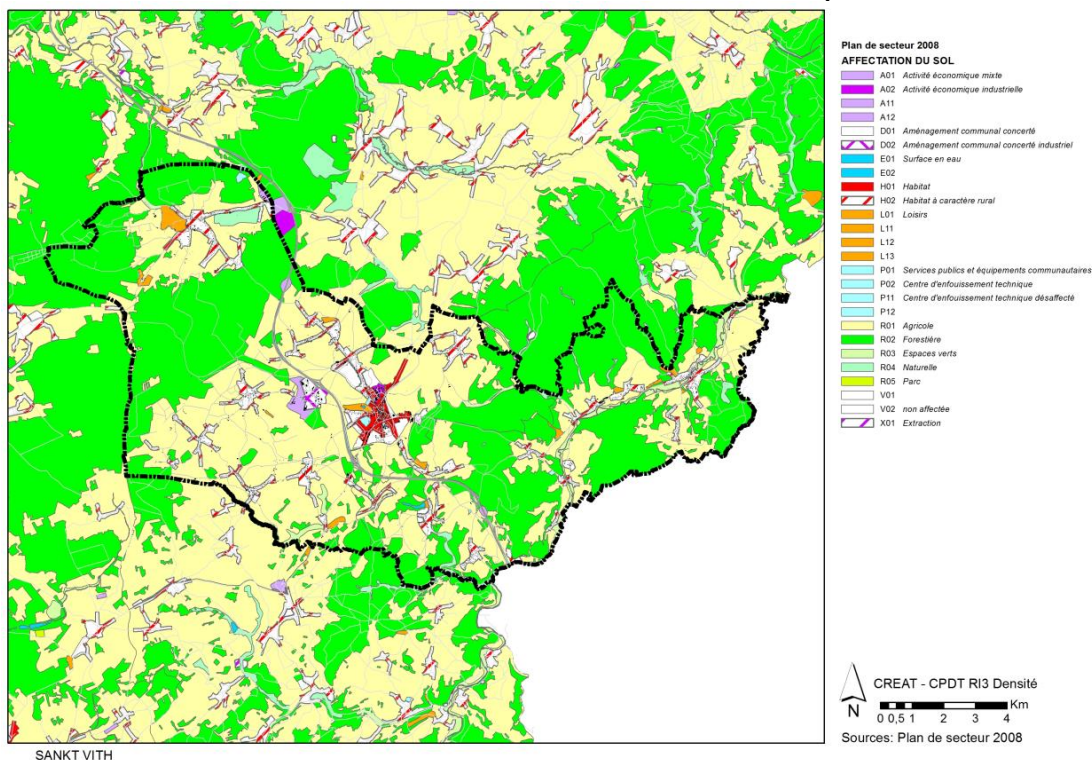 Plan de secteur 2008
AFFECTATION DU SOL
A01 Activité économique mixte
A02 Activité économique industrielle
A11
A12
D01 Aménagement communal concerté
D02 Aménagement communal concerté industriel
E01 Surface en eau
E02
H01 Habitat
H02 Habitat à caractère rural
L01 Loisirs
L11
L12
L13
P01 Services publics et équipements communautaires
P02 Centre d'enfouissement technique
P11 Centre d'enfouissement technique désaffecté
P12
R01 Agricole
R02 Forestière
R03 Espaces verts
R04 Naturelle
R05 Parc
V01
V02 non affectée
X01 Extraction
N
CREAT - CPDT RI3 Densité
Km
0 0,5 1 2 3 4
Sources: Plan de secteur 2008
SANKT VITH